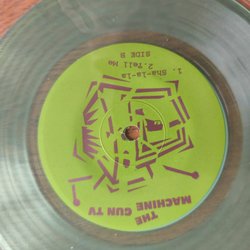 THE
MACHINE GUN TV
SIDE B
1. Sha-la-la
2. Tell Me